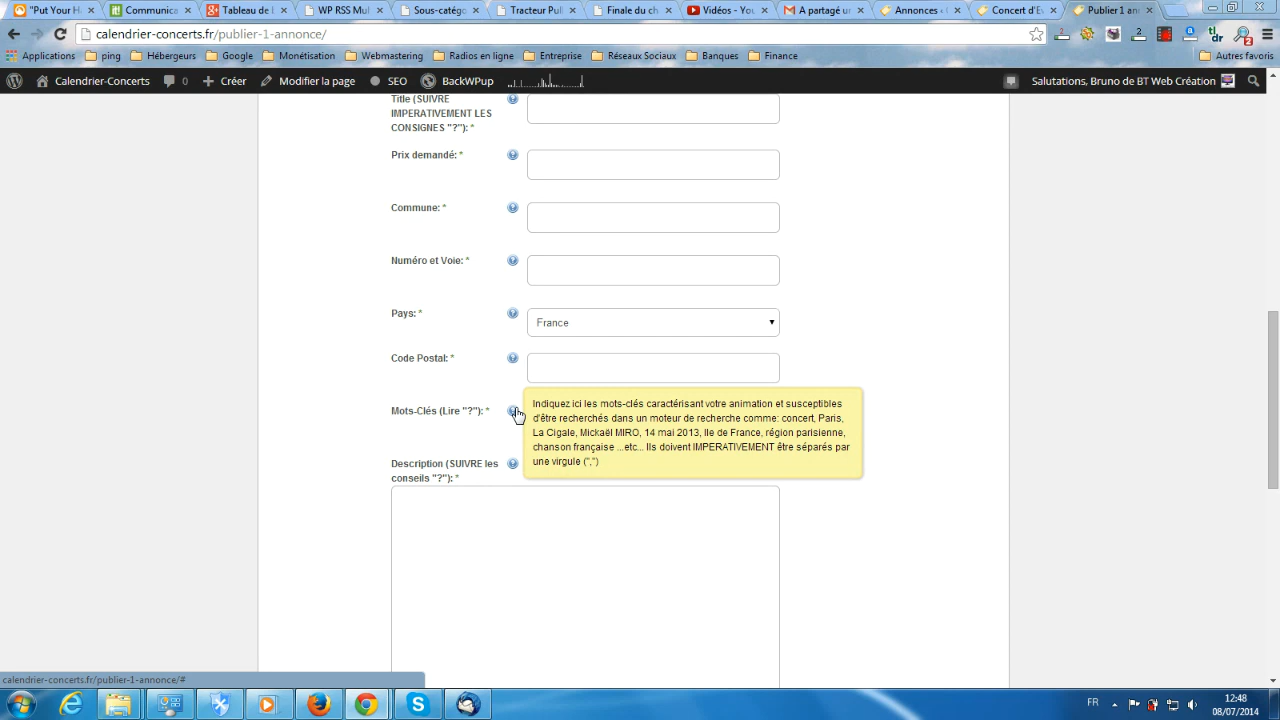 "Put Your H
Communica
Tableau de l
WP RSS Mul
Sous-catégo
Tracteur Pull
Finale du ch
Vidéos - You
A partagé ur
Annonces ‹
Concert d'Ev
Publier 1 ann
calendrier-concerts.fr/publier-1-annonce/
Applications ping Hébergeurs Google Monétisation Webmastering Radios en ligne Entreprise Réseaux Sociaux Banques Finance Autres favoris
Calendrier-Concerts 0 Créer Modifier la page SEO BackWPup Salutations, Bruno de BT Web Création
Title (SUIVRE
IMPERATIVEMENT LES
CONSIGNES "?"): *
Prix demandé: *
Commune: *
Numéro et Voie: *
Pays: *
France
Code Postal: *
Mots-Clés (Lire "?"): *
Indiquez ici les mots-clés caractérisant votre animation et susceptibles
d'être recherchés dans un moteur de recherche comme: concert, Paris,
La Cigale, Mickaël MIRO, 14 mai 2013, Ile de France, région parisienne,
chanson française ...etc... Ils doivent IMPERATIVEMENT être séparés par
une virgule (",")
Description (SUIVRE les
conseils "?"): *
calendrier-concerts.fr/publier-1-annonce/#
FR
12:48
08/07/2014